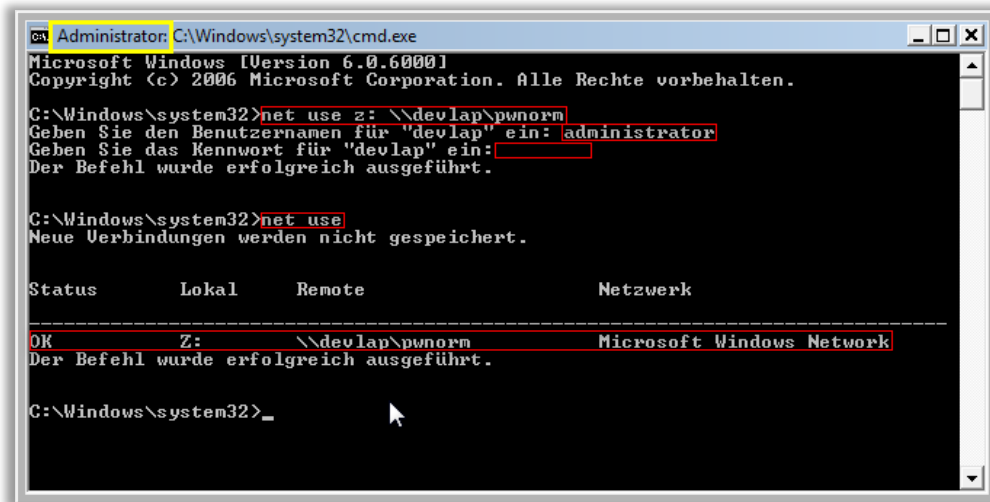 Administrator: C:\Windows\system32\cmd.exe
Microsoft Windows [Version 6.0.6000]
Copyright (c) 2006 Microsoft Corporation. Alle Rechte vorbehalten.
C:\Windows\system32>net use z: \\devlap\pwnorm
Geben Sie den Benutzernamen für "devlap" ein: administrator
Geben Sie das Kennwort für "devlap" ein:
Der Befehl wurde erfolgreich ausgeführt.
C:\Windows\system32>net use
Neue Verbindungen werden nicht gespeichert.
Status Lokal Remote Netzwerk
-------------------------------------------------------------------------------
OK Z: \\devlap\pwnorm Microsoft Windows Network
Der Befehl wurde erfolgreich ausgeführt.
C:\Windows\system32>_